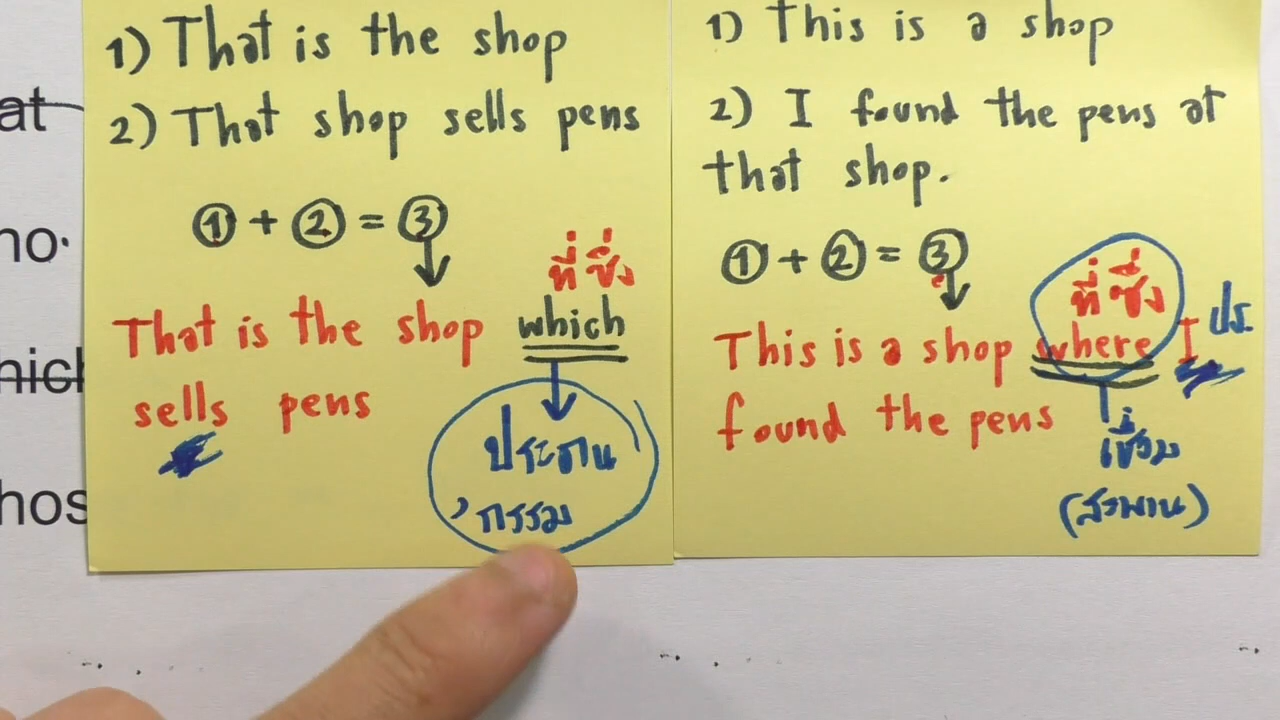 at
no.
hich
hos
1) That is the shop
2) That shop sells pens
① + ② = ③
ที่ ซึ่ง
That is the shop which
sells pens
ประธาน
, กรรม
1) This is a shop
2) I found the pens at
that shop.
① + ② = ③
ที่ ซึ่ง
ปร.
This is a shop where I
found the pens
เชื่อม
(สะพาน)